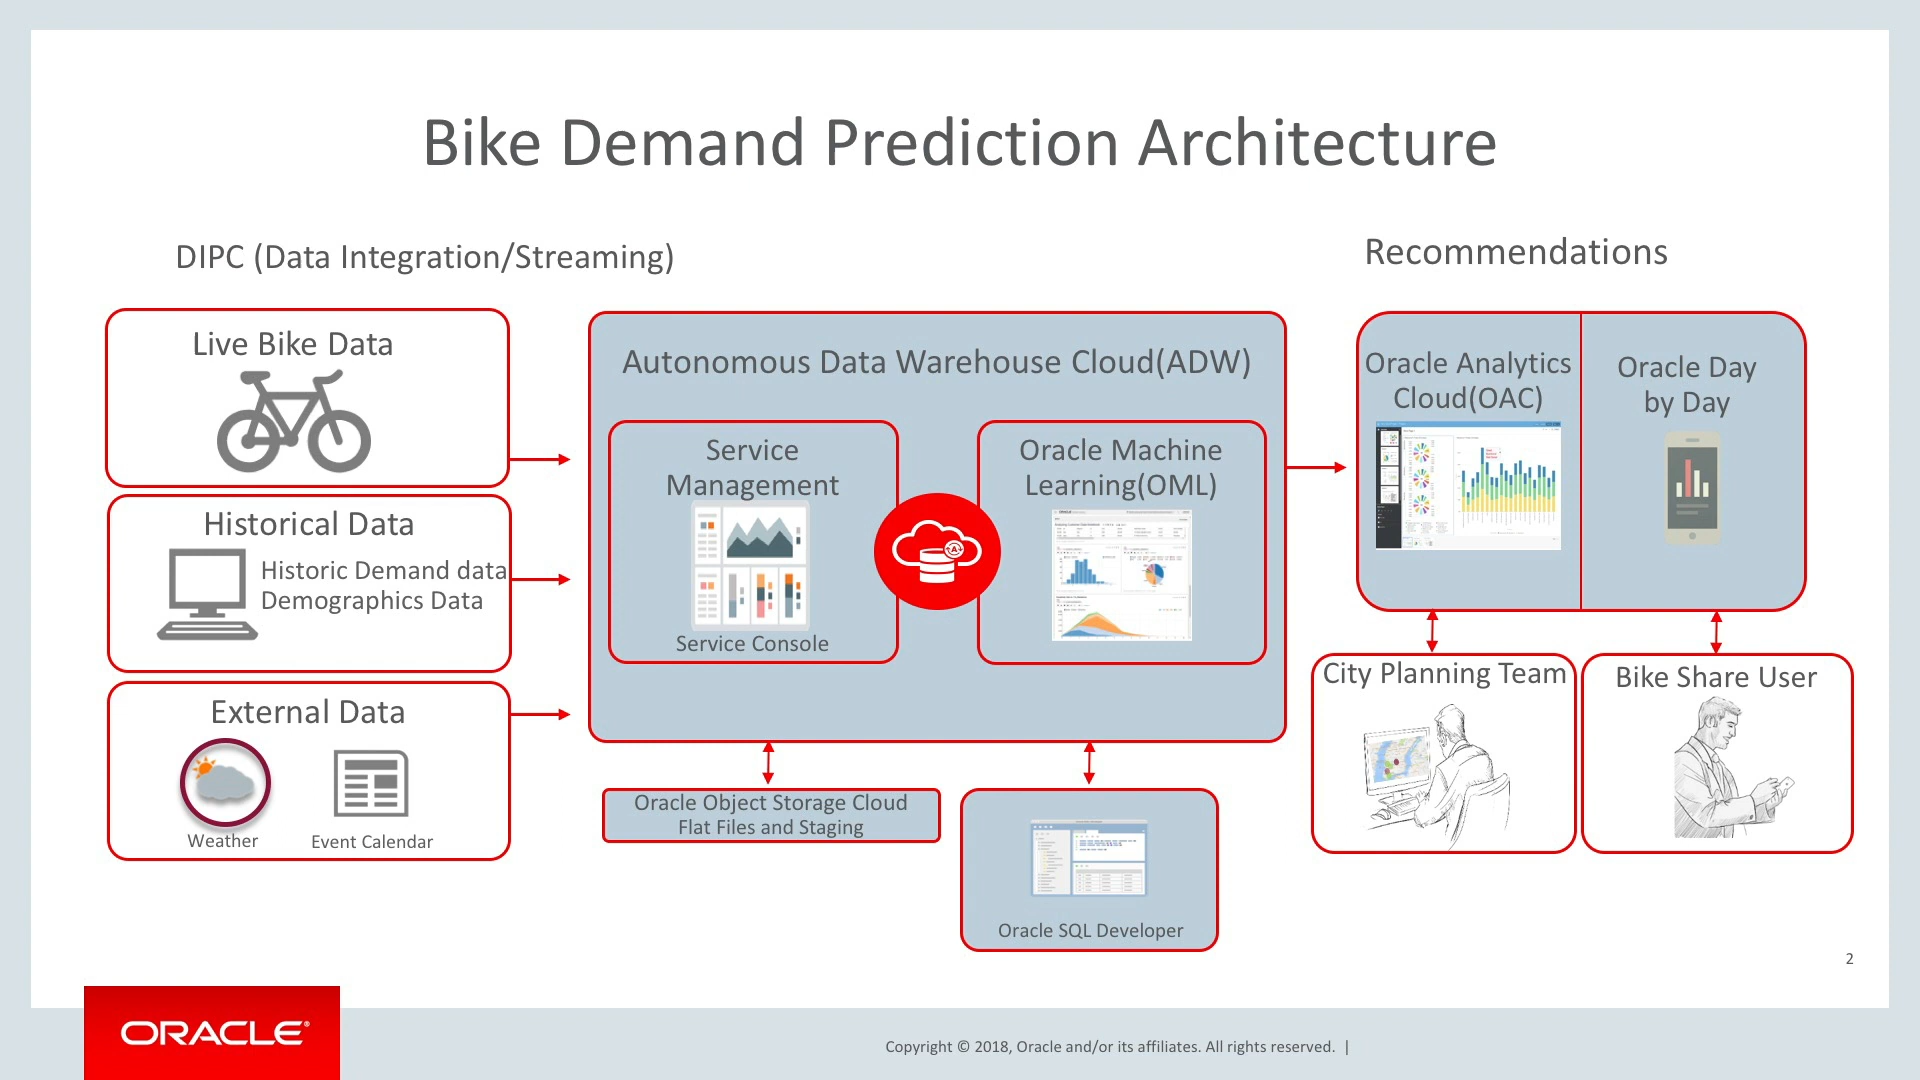 Bike Demand Prediction Architecture
DIPC (Data Integration/Streaming)
Recommendations
Live Bike Data
Historical Data
Historic Demand data
Demographics Data
External Data
Weather
Event Calendar
Autonomous Data Warehouse Cloud(ADW)
Service
Management
Service Console
Oracle Machine
Learning(OML)
Oracle Object Storage Cloud
Flat Files and Staging
Oracle SQL Developer
Oracle Analytics
Cloud(OAC)
Oracle Day
by Day
City Planning Team
Bike Share User
2
ORACLE®
Copyright © 2018, Oracle and/or its affiliates. All rights reserved. |